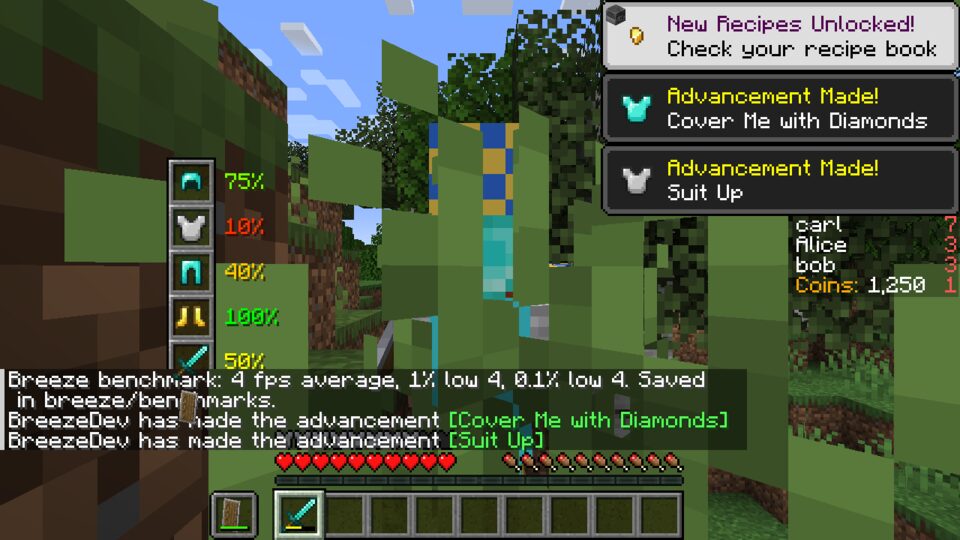 New Recipes Unlocked!
Check your recipe book
Advancement Made!
Cover Me with Diamonds
Advancement Made!
Suit Up
75%
10%
40%
100%
50%
carl 7
Alice 3
bob 3
Coins: 1,250 1
Breeze benchmark: 4 fps average, 1% low 4, 0.1% low 4. Saved
in breeze/benchmarks.
BreezeDev has made the advancement [Cover Me with Diamonds]
BreezeDev has made the advancement [Suit Up]